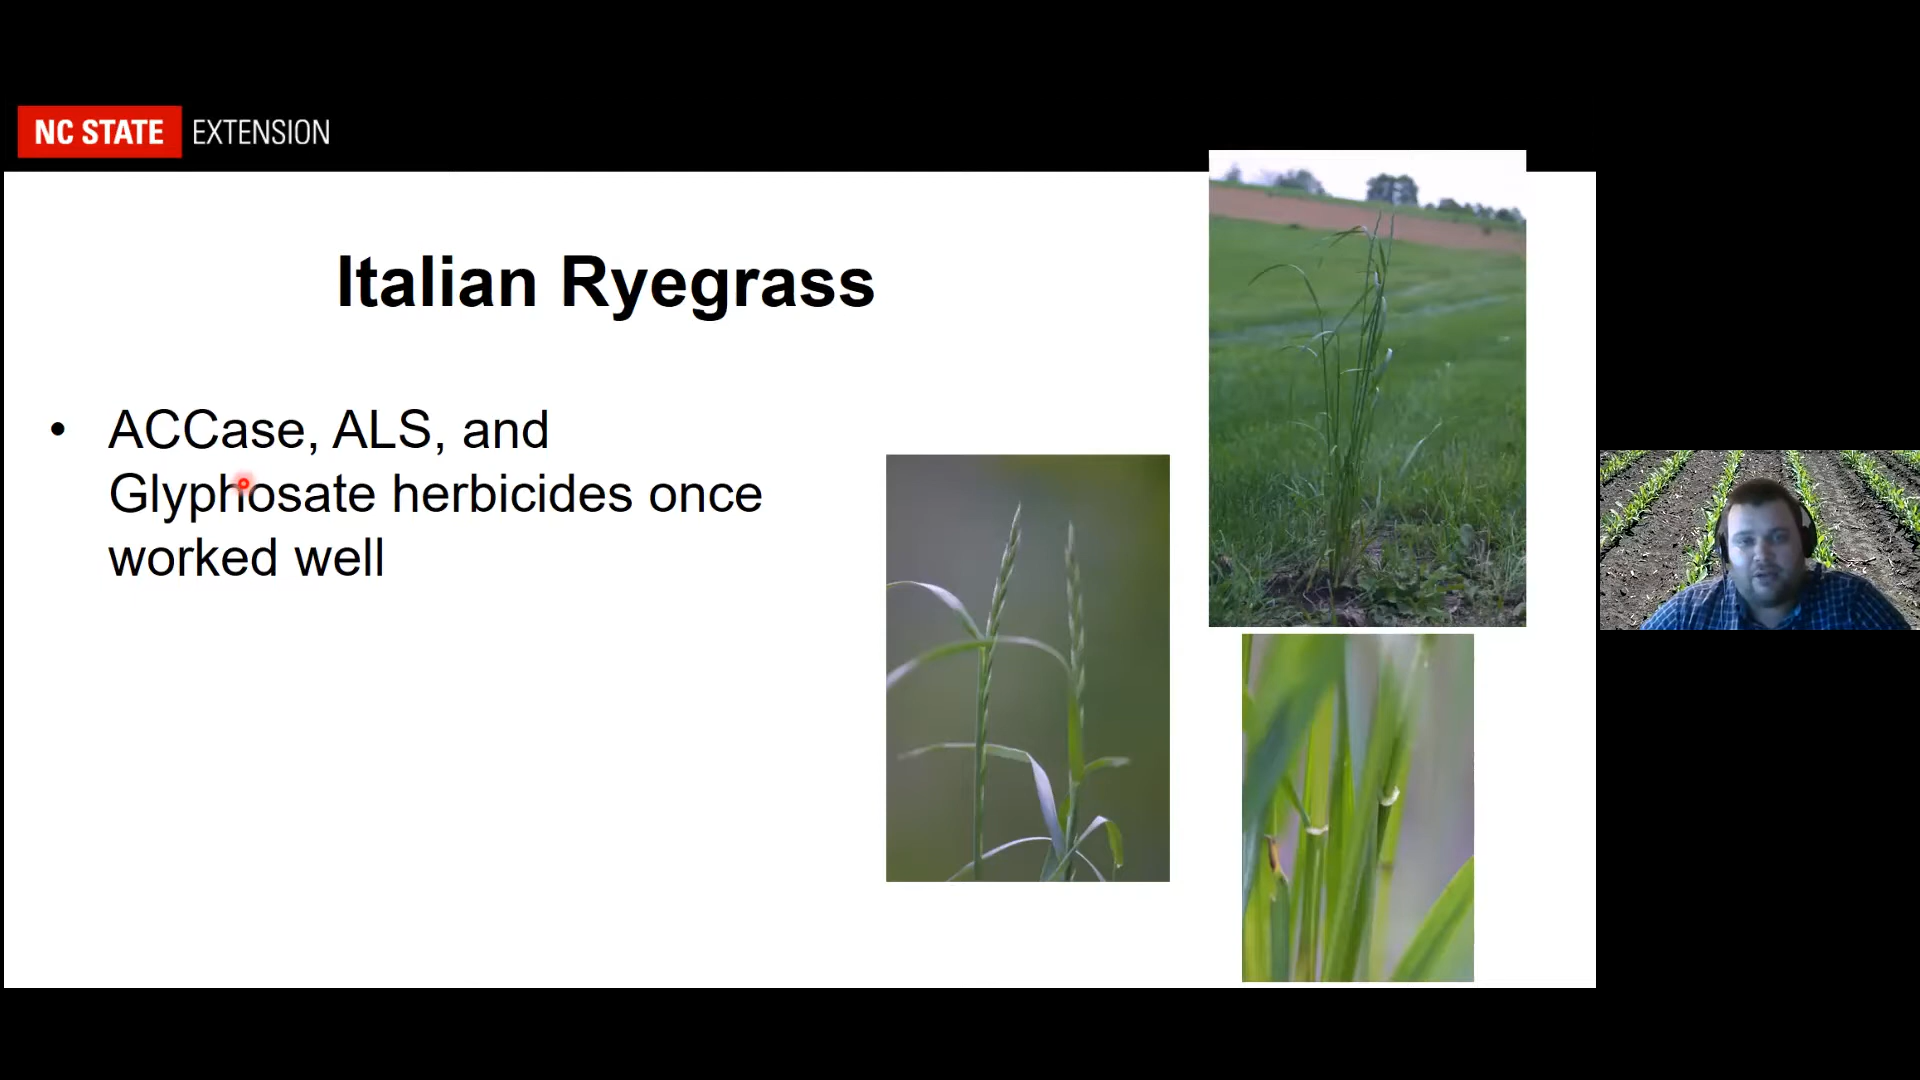 NC STATE EXTENSION
Italian Ryegrass
• ACCase, ALS, and
Glyphosate herbicides once
worked well